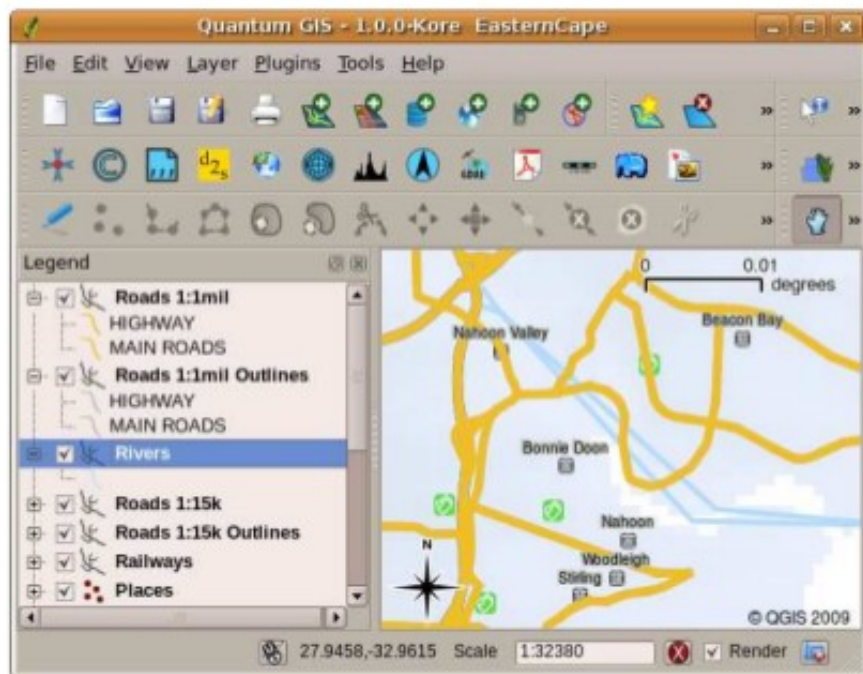 Quantum GIS - 1.0.0-Kore EasternCape
File Edit View Layer Plugins Tools Help
d2s
Legend
Roads 1:1mil
HIGHWAY
MAIN ROADS
Roads 1:1mil Outlines
HIGHWAY
MAIN ROADS
Rivers
Roads 1:15k
Roads 1:15k Outlines
Railways
Places
0 0.01
degrees
Beacon Bay
Nahoon Valley
Bonnie Doon
Nahoon
Woodleigh
Stirling
N
© QGIS 2009
27.9458,-32.9615 Scale 1:32380 Render